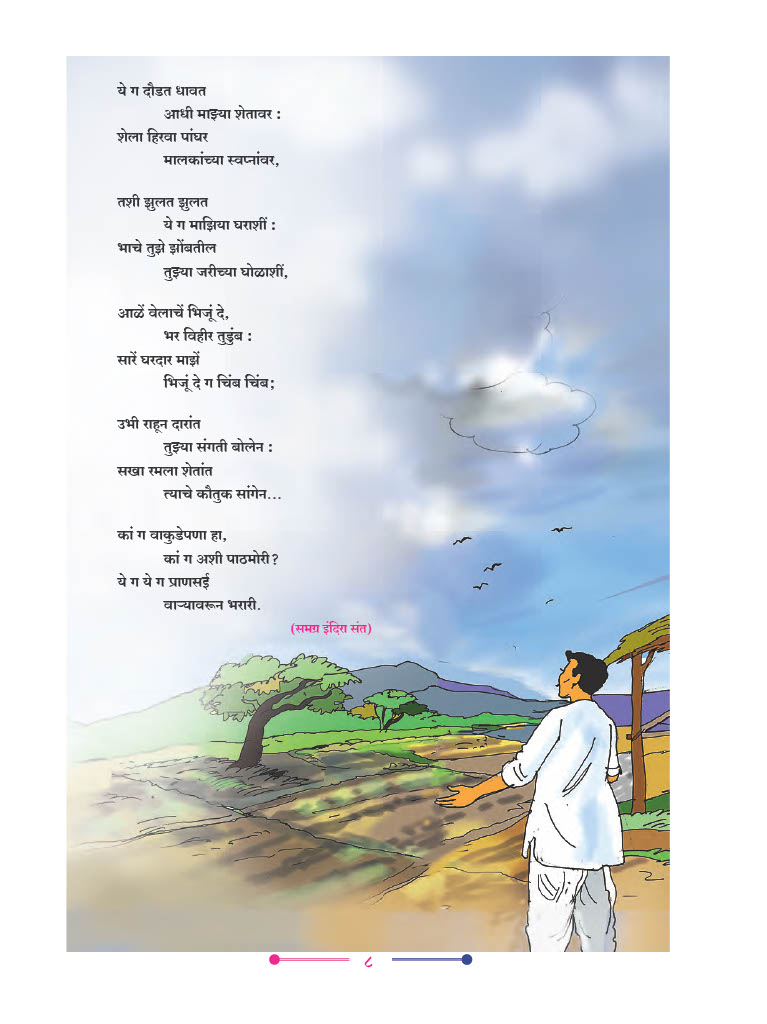 ये ग दौडत धावत
आधी माझ्या शेतावर :
शेला हिरवा पांघर
मालकांच्या स्वप्नांवर,
तशी झुलत झुलत
ये ग माझिया घराशीं :
भाचे तुझे झोंबतील
तुझ्या जरीच्या घोळाशीं,
आळें वेलाचें भिजूं दे,
भर विहीर तुडुंब :
सारें घरदार माझें
भिजूं दे ग चिंब चिंब;
उभी राहून दारांत
तुझ्या संगती बोलेन :
सखा रमला शेतांत
त्याचे कौतुक सांगेन...
कां ग वाकुडेपणा हा,
कां ग अशी पाठमोरी?
ये ग ये ग प्राणसई
वाऱ्यावरून भरारी.
(समग्र इंदिरा संत)
८